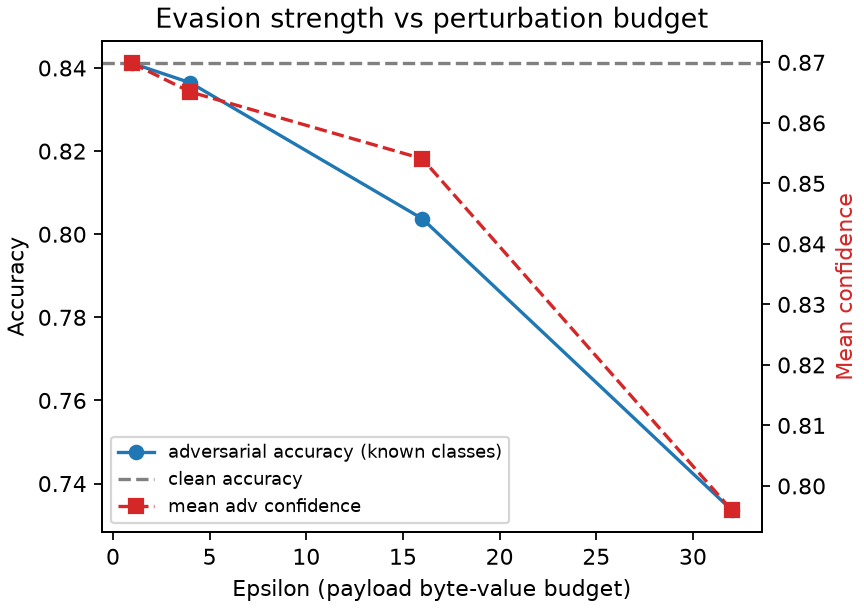 Evasion strength vs perturbation budget
Accuracy
0.84
0.82
0.80
0.78
0.76
0.74
0.87
0.86
0.85
0.84
0.83
0.82
0.81
0.80
Mean confidence
adversarial accuracy (known classes)
clean accuracy
mean adv confidence
0 5 10 15 20 25 30
Epsilon (payload byte-value budget)